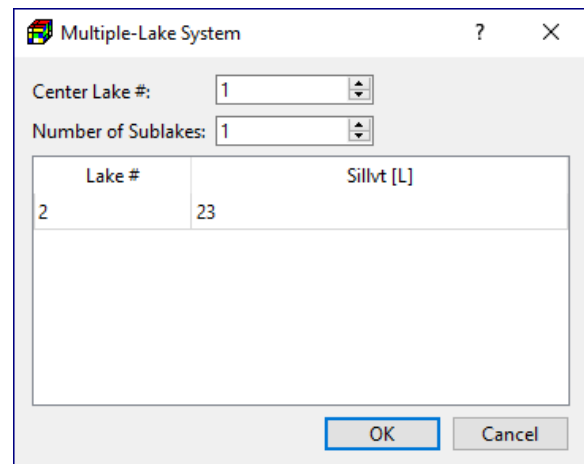 Multiple-Lake System ?
Center Lake #: 1
Number of Sublakes: 1
Lake # Sillvt [L]
2 23
OK Cancel